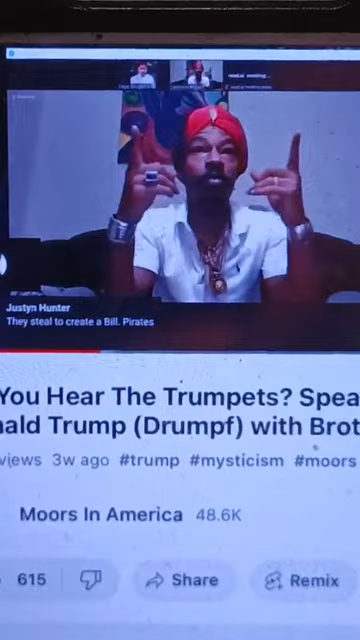 Justyn Hunter
They steal to create a Bill. Pirates
You Hear The Trumpets? Spea
ald Trump (Drumpf) with Brot
views 3w ago #trump #mysticism #moors
Moors In America 48.6K
615 Share Remix